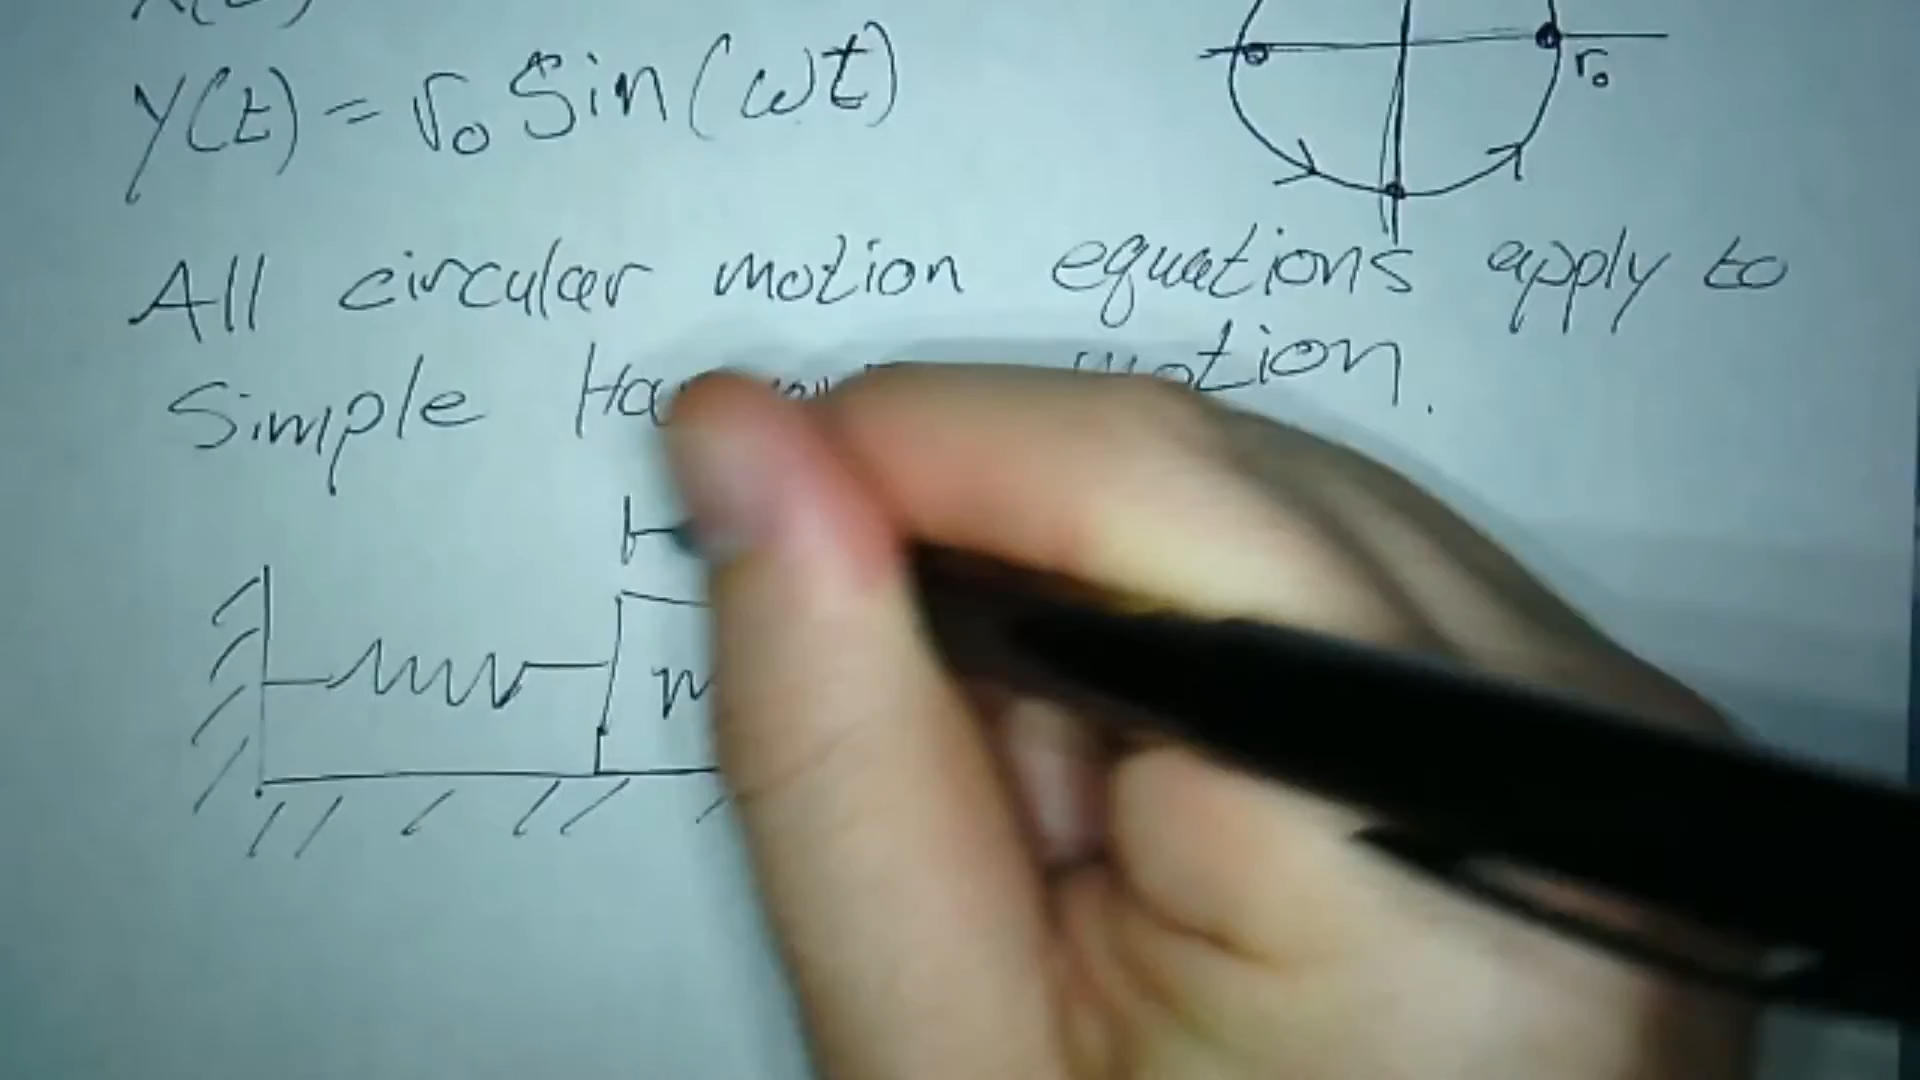 Y(t) = r₀ Sin(ωt)
r₀
All circular motion equations apply to
Simple motion.
m